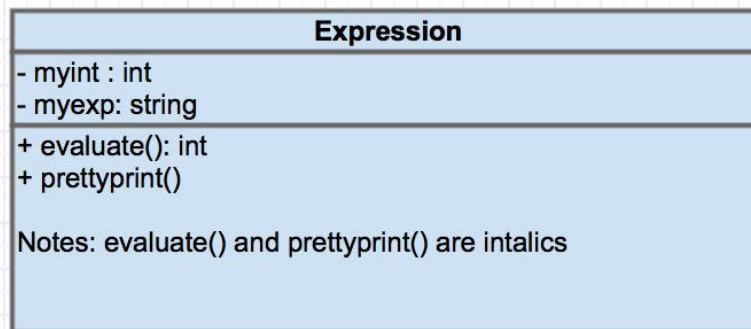 Expression
- myint : int
- myexp: string
+ evaluate(): int
+ prettyprint()
Notes: evaluate() and prettyprint() are intalics